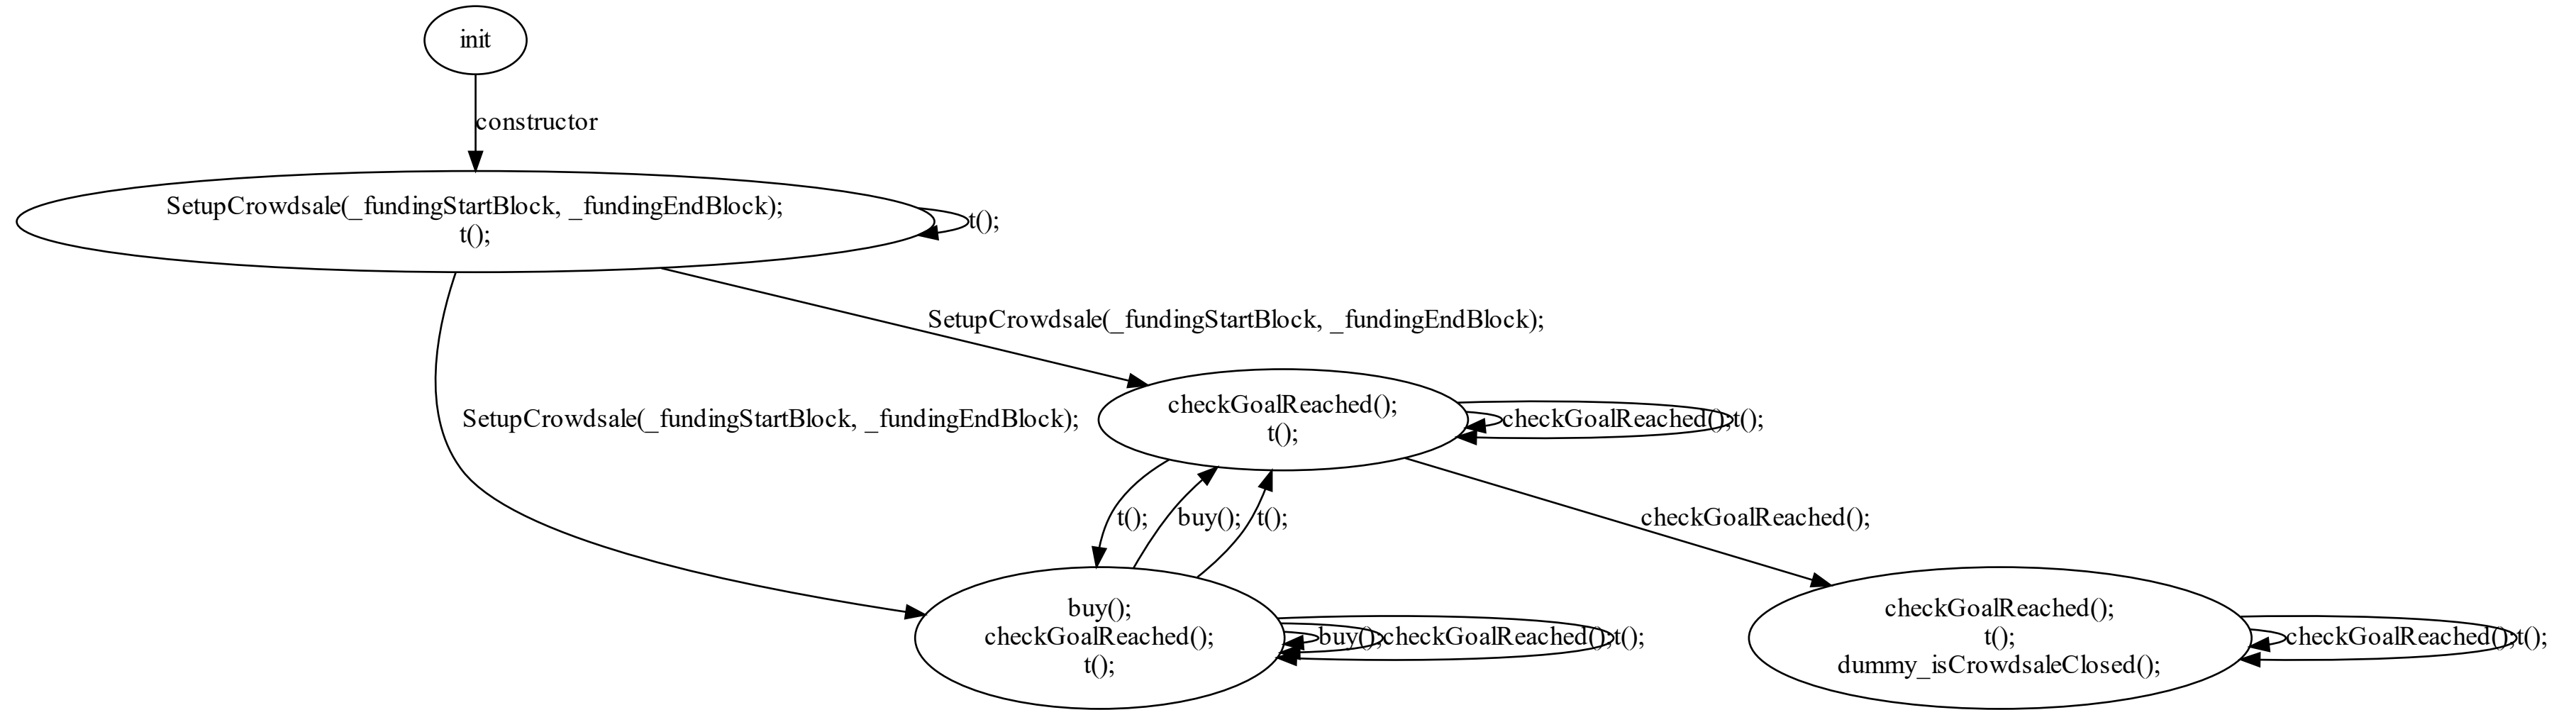 init
constructor
SetupCrowdsale(_fundingStartBlock, _fundingEndBlock);
t();
t();
SetupCrowdsale(_fundingStartBlock, _fundingEndBlock);
SetupCrowdsale(_fundingStartBlock, _fundingEndBlock);
checkGoalReached();
t();
checkGoalReached();
t();
t();
buy();
t();
checkGoalReached();
buy();
checkGoalReached();
t();
buy();
checkGoalReached();
t();
checkGoalReached();
t();
dummy_isCrowdsaleClosed();
checkGoalReached();
t();